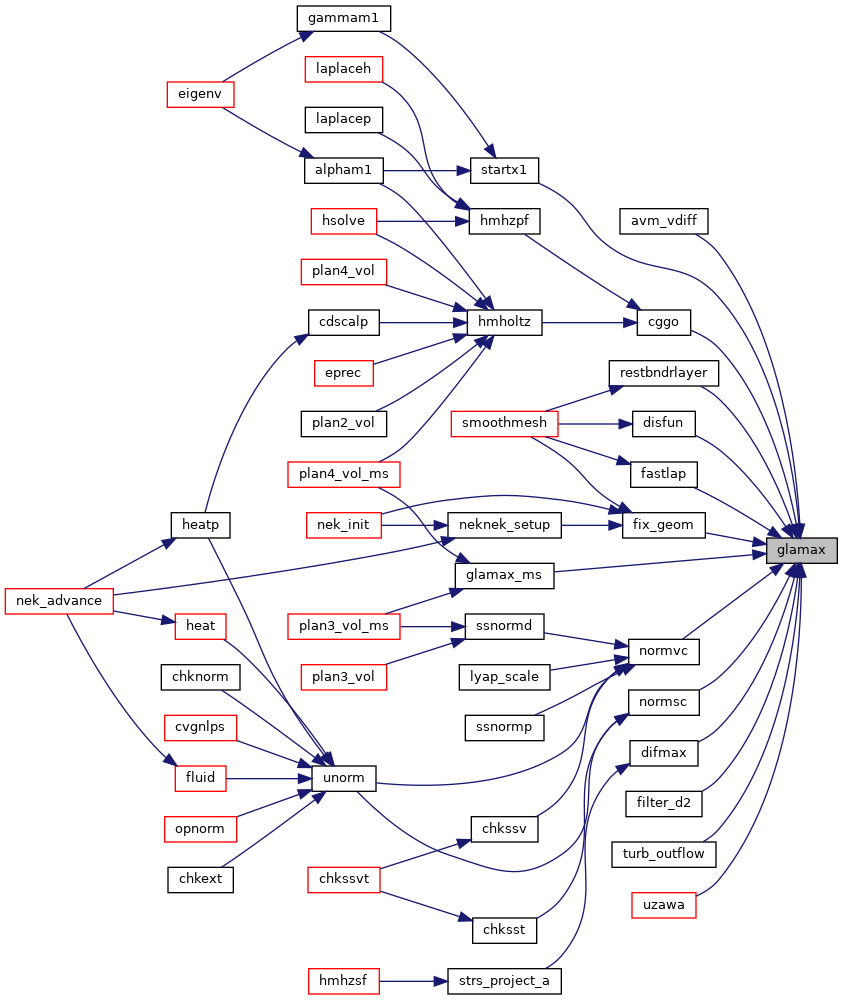 gammam1
laplaceh
eigenv
laplacep
alpham1
startx1
hsolve
hmhzpf
avm_vdiff
plan4_vol
cdscalp
hmholtz
cggo
eprec
restbndrlayer
plan2_vol
smoothmesh
disfun
plan4_vol_ms
fastlap
heatp
nek_init
neknek_setup
fix_geom
glamax
glamax_ms
nek_advance
heat
plan3_vol_ms
ssnormd
normvc
chknorm
plan3_vol
lyap_scale
normsc
cvgnlps
ssnormp
difmax
fluid
unorm
filter_d2
opnorm
chkssv
turb_outflow
chkext
chkssvt
uzawa
chksst
hmhzsf
strs_project_a